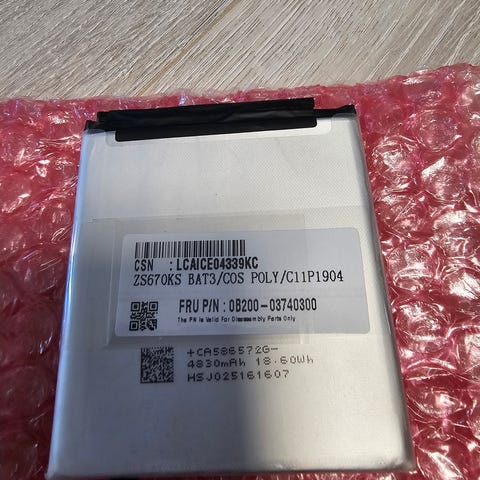 CSN : LCAICE04339KC
ZS670KS BAT3/COS POLY/C11P1904
FRU P/N : 0B200-03740300
The PN is Valid For Disassembly Parts Only
+CA586572G-
4830mAh 18.60Wh
HSJ025161607